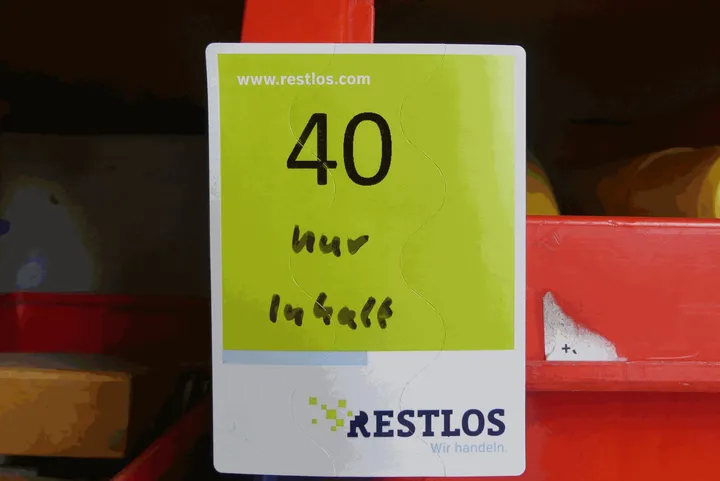 www.restlos.com
40
nur
Inhalt
RESTLOS
Wir handeln.